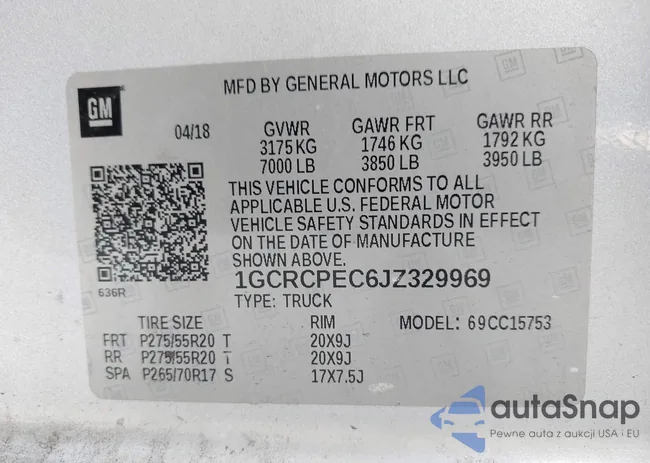 MFD BY GENERAL MOTORS LLC
GM
04/18 GVWR GAWR FRT GAWR RR
3175 KG 1746 KG 1792 KG
7000 LB 3850 LB 3950 LB
THIS VEHICLE CONFORMS TO ALL
APPLICABLE U.S. FEDERAL MOTOR
VEHICLE SAFETY STANDARDS IN EFFECT
ON THE DATE OF MANUFACTURE
SHOWN ABOVE.
636R
1GCRCPEC6JZ329969
TYPE: TRUCK
TIRE SIZE RIM MODEL: 69CC15753
FRT P275/55R20 T 20X9J
RR P275/55R20 T 20X9J
SPA P265/70R17 S 17X7.5J
autaSnap
Pewne auta z aukcji USA i EU